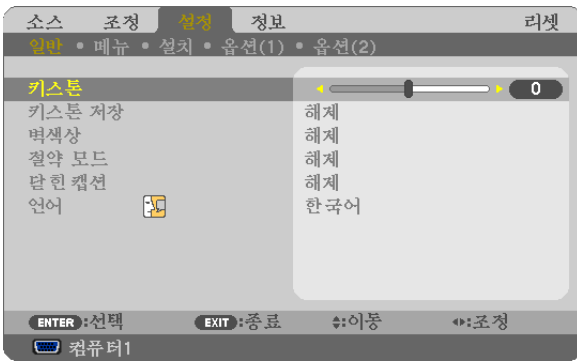 소스 조정 설정 정보 리셋
일반 • 메뉴 • 설치 • 옵션(1) • 옵션(2)
키스톤 0
키스톤 저장 해제
벽색상 해제
절약 모드 해제
닫힌 캡션 해제
언어 한국어
ENTER :선택 EXIT :종료 :이동 :조정
컴퓨터1